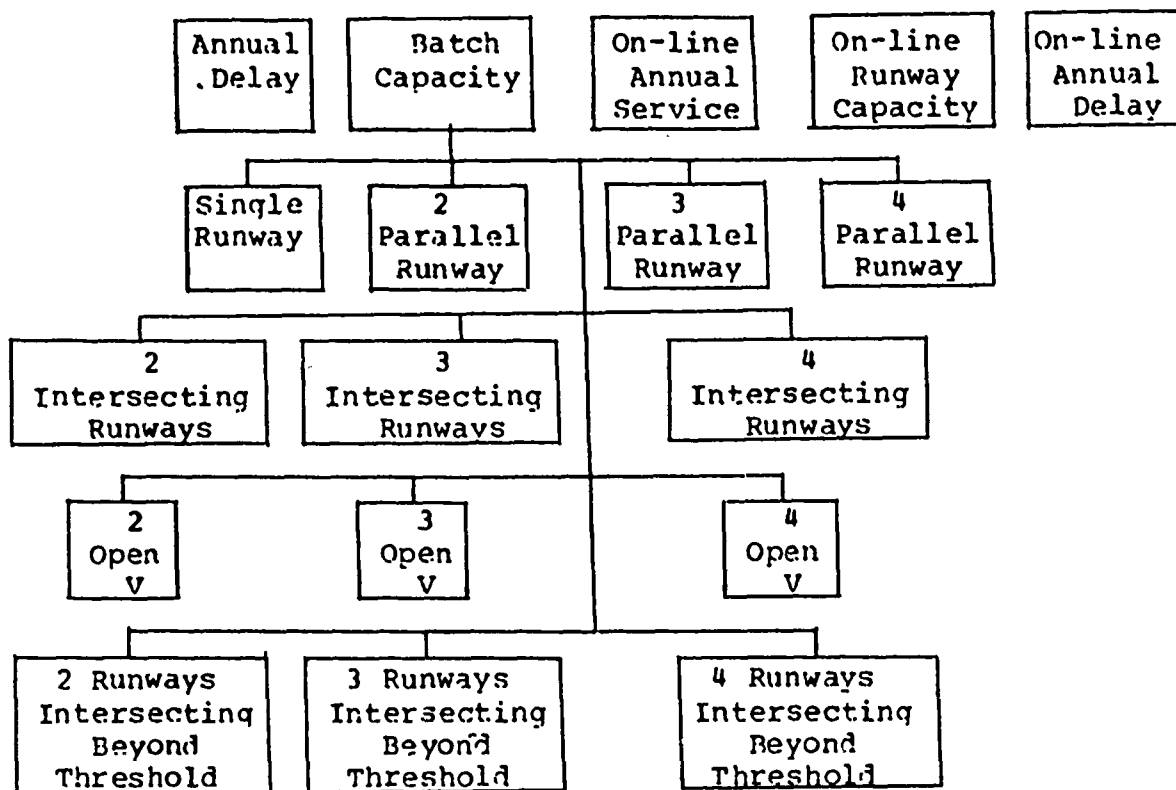 Annual
.Delay
Batch
Capacity
On-line
Annual
Service
On-line
Runway
Capacity
On-line
Annual
Delay
Single
Runway
2
Parallel
Runway
3
Parallel
Runway
4
Parallel
Runway
2
Intersecting
Runways
3
Intersecting
Runways
4
Intersecting
Runways
2
Open
V
3
Open
V
4
Open
V
2 Runways
Intersecting
Beyond
Threshold
3 Runways
Intersecting
Beyond
Threshold
4 Runways
Intersecting
Beyond
Threshold